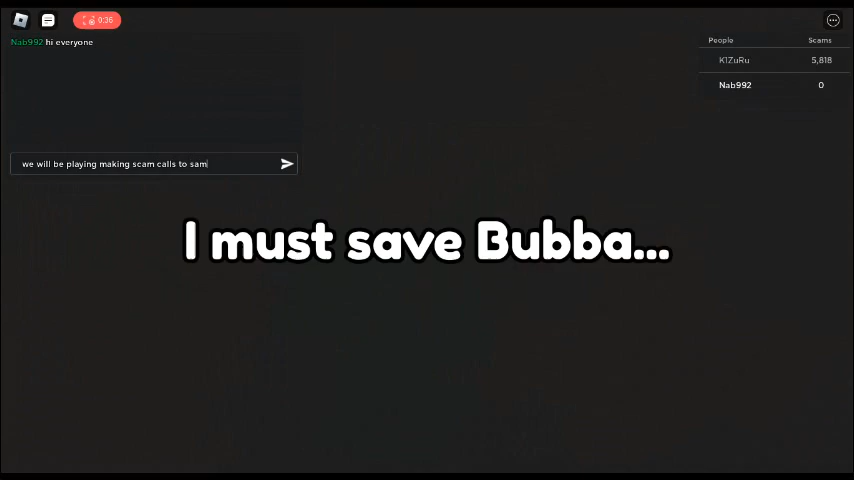 0:36
Nab992 hi everyone
People Scams
K1ZuRu 5,818
Nab992 0
we will be playing making scam calls to sam
I must save Bubba...